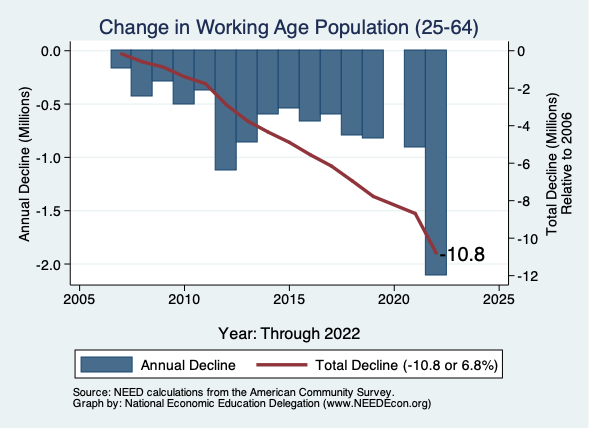 Change in Working Age Population (25-64)
0.0
-0.5
-1.0
-1.5
-2.0
Annual Decline (Millions)
0
-2
-4
-6
-8
-10
-12
Total Decline (Millions)
Relative to 2006
-10.8
2005
2010
2015
2020
2025
Year: Through 2022
Annual Decline
Total Decline (-10.8 or 6.8%)
Source: NEED calculations from the American Community Survey.
Graph by: National Economic Education Delegation (www.NEEDEcon.org)